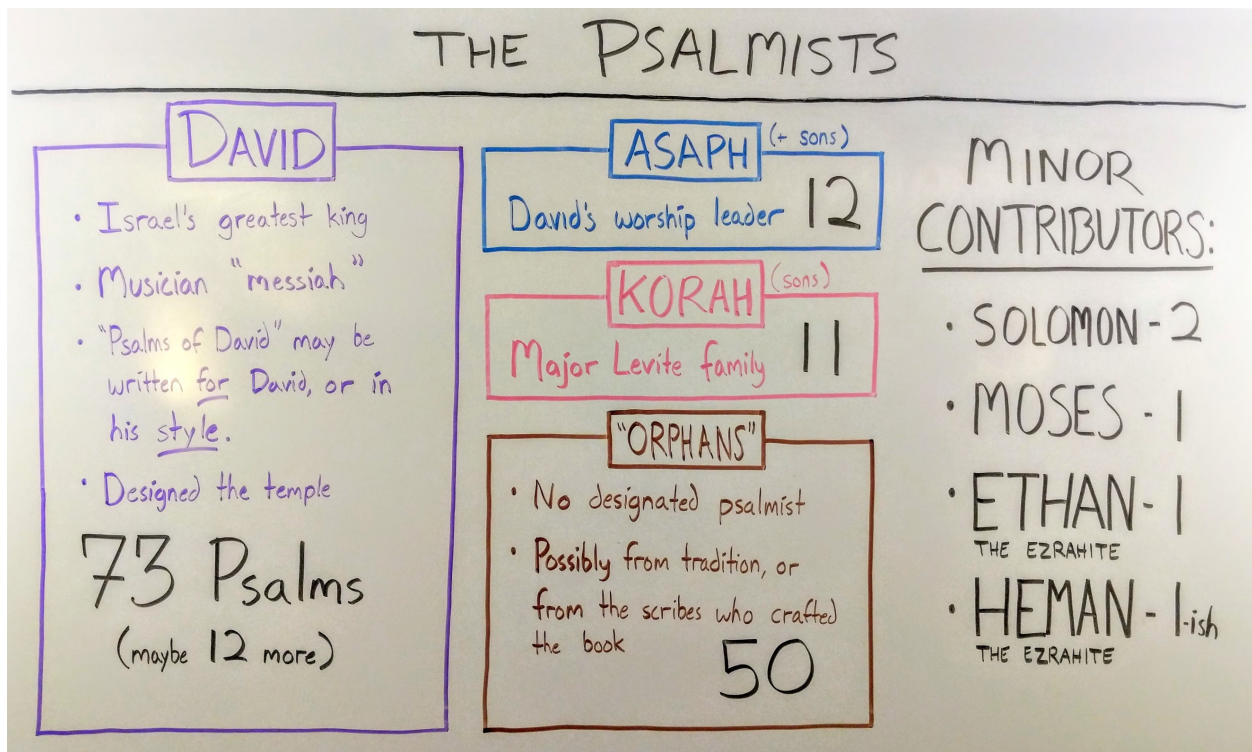 THE PSALMISTS
DAVID
• Israel's greatest king
• Musician "messiah"
• "Psalms of David" may be
written for David, or in
his style.
• Designed the temple
73 Psalms
(maybe 12 more)
ASAPH (+ sons)
David's worship leader 12
KORAH (sons)
Major Levite family 11
"ORPHANS"
• No designated psalmist
• Possibly from tradition, or
from the scribes who crafted
the book
50
MINOR
CONTRIBUTORS:
• SOLOMON - 2
• MOSES - 1
• ETHAN - 1
THE EZRAHITE
• HEMAN - 1-ish
THE EZRAHITE